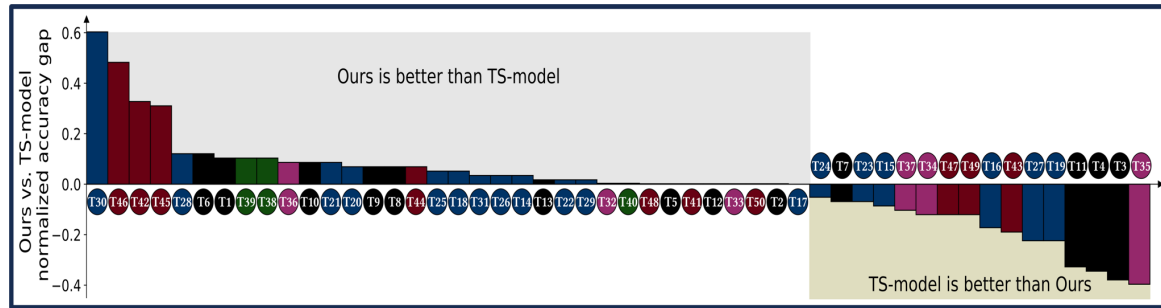 Ours vs. TS-model
normalized accuracy gap
0.6
0.4
0.2
0.0
−0.2
−0.4
Ours is better than TS-model
T30 T46 T42 T45 T28 T6 T1 T39 T38 T36 T10 T21 T20 T9 T8 T44 T25 T18 T31 T26 T14 T13 T22 T29 T32 T40 T48 T5 T41 T12 T33 T50 T2 T17
T24 T7 T23 T15 T37 T34 T47 T49 T16 T43 T27 T19 T11 T4 T3 T35
TS-model is better than Ours